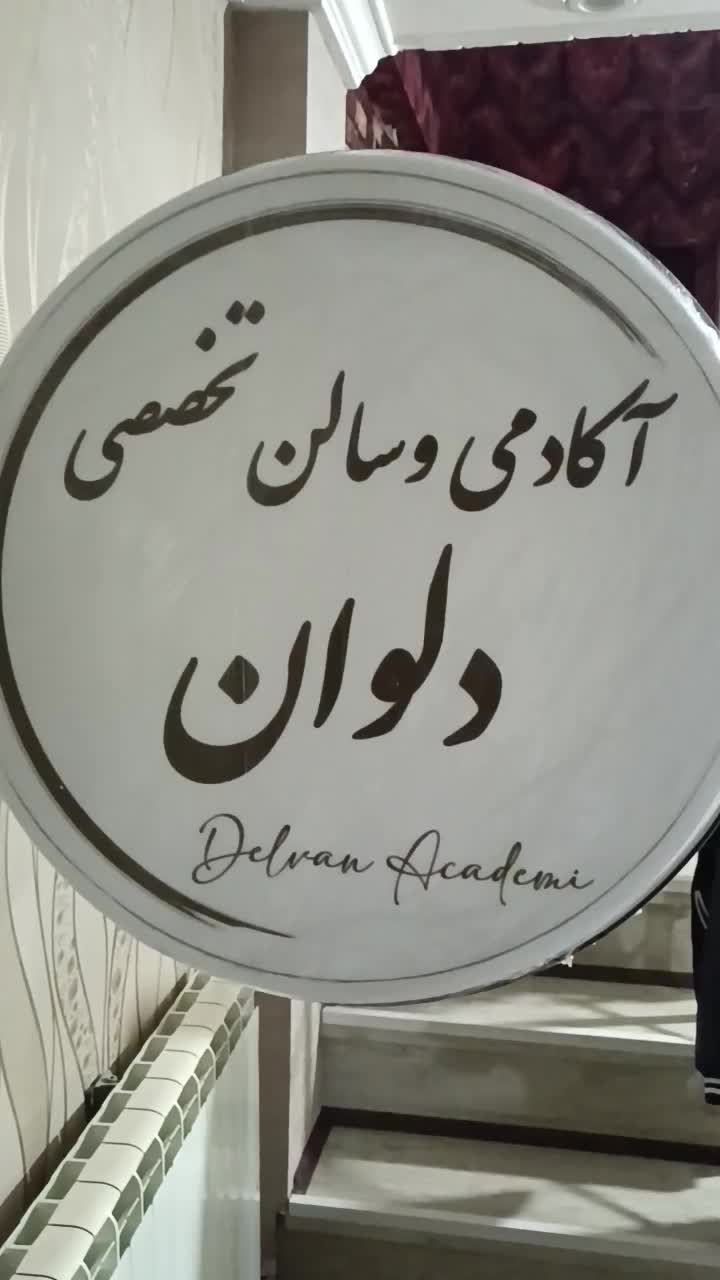 آکادمی و سالن تخصصی
دلوان
Delvan Academi